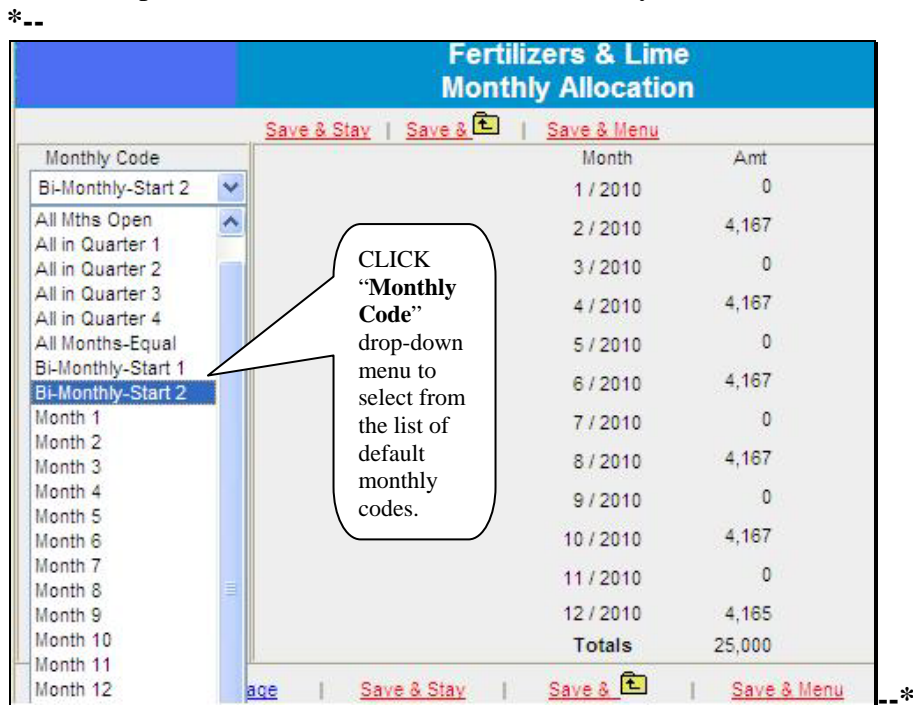 *--
Fertilizers & Lime
Monthly Allocation
Save & Stay | Save & | Save & Menu
Monthly Code
Bi-Monthly-Start 2
All Mths Open
All in Quarter 1
All in Quarter 2
All in Quarter 3
All in Quarter 4
All Months-Equal
Bi-Monthly-Start 1
Bi-Monthly-Start 2
Month 1
Month 2
Month 3
Month 4
Month 5
Month 6
Month 7
Month 8
Month 9
Month 10
Month 11
Month 12
CLICK
“Monthly
Code”
drop-down
menu to
select from
the list of
default
monthly
codes.
Month Amt
1 / 2010 0
2 / 2010 4,167
3 / 2010 0
4 / 2010 4,167
5 / 2010 0
6 / 2010 4,167
7 / 2010 0
8 / 2010 4,167
9 / 2010 0
10 / 2010 4,167
11 / 2010 0
12 / 2010 4,165
Totals 25,000
age | Save & Stay | Save & | Save & Menu
--*